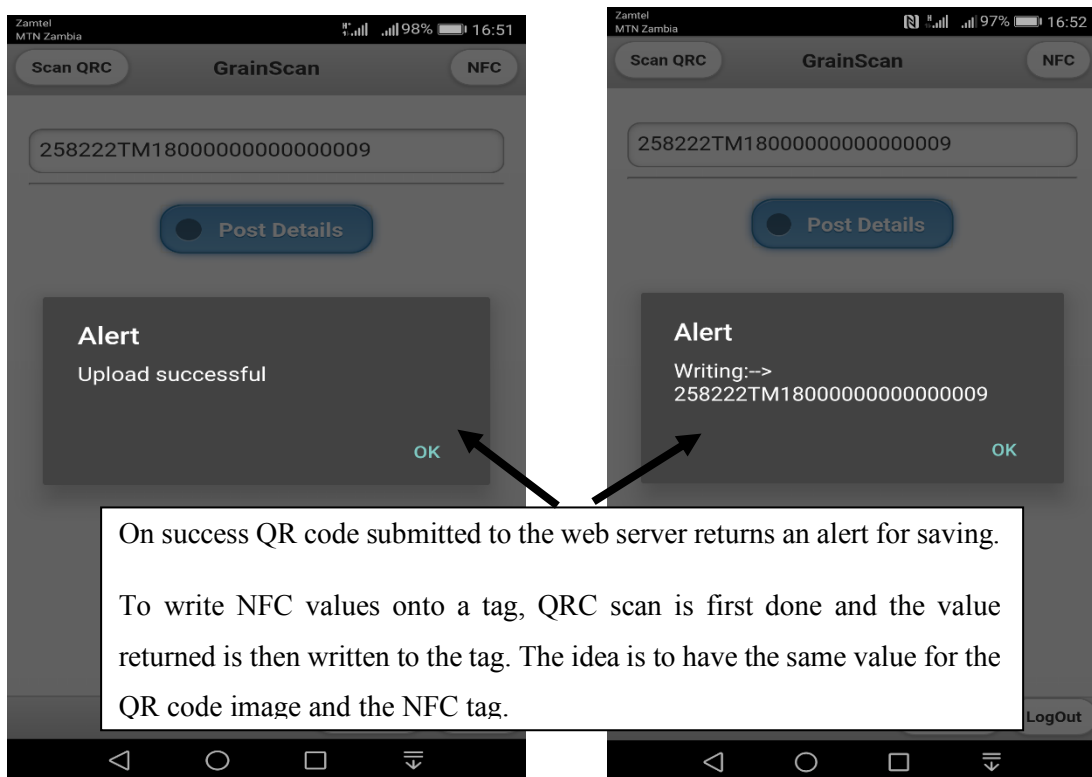 Zamtel
MTN Zambia
98% 16:51
Scan QRC GrainScan NFC
258222TM18000000000000009
Post Details
Alert
Upload successful
OK
Zamtel
MTN Zambia
97% 16:52
Scan QRC GrainScan NFC
258222TM18000000000000009
Post Details
Alert
Writing:-->
258222TM18000000000000009
OK
On success QR code submitted to the web server returns an alert for saving.
To write NFC values onto a tag, QRC scan is first done and the value
returned is then written to the tag. The idea is to have the same value for the
QR code image and the NFC tag.
LogOut